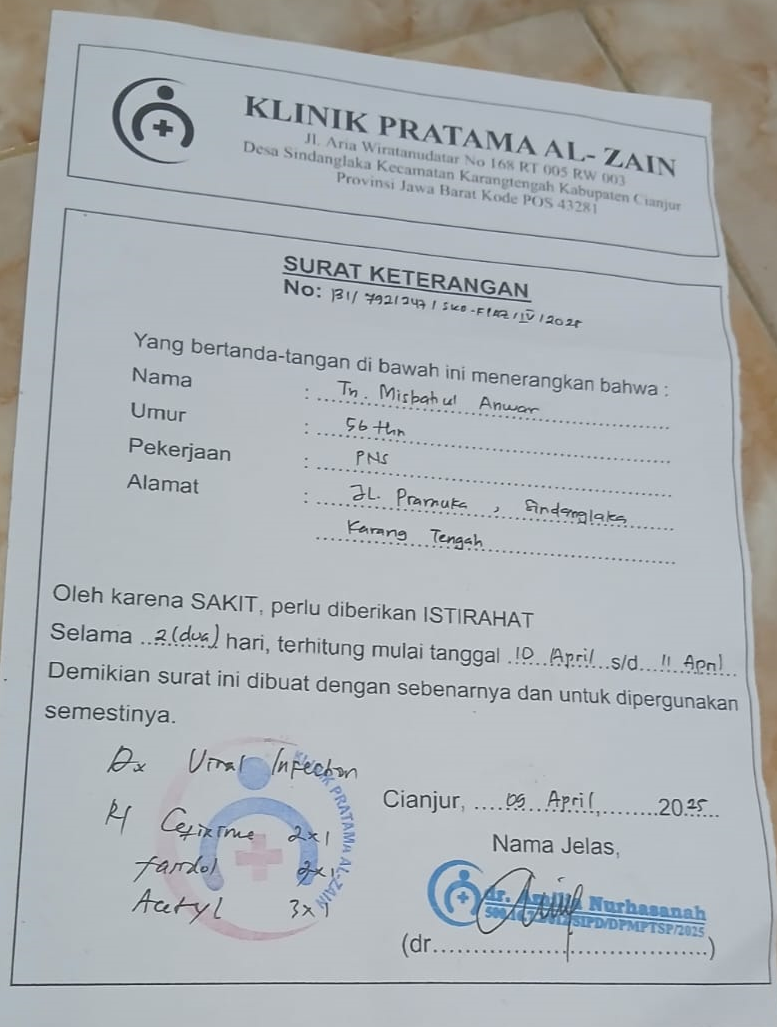 KLINIK PRATAMA AL- ZAIN
Jl. Aria Wiratanudatar No 168 RT 005 RW 003
Desa Sindanglaka Kecamatan Karangtengah Kabupaten Cianjur
Provinsi Jawa Barat Kode POS 43281
SURAT KETERANGAN
No: B1/ 792/247 / SKD-
/ IV / 2025
Yang bertanda-tangan di bawah ini menerangkan bahwa :
Nama : Tn. Misbahul Anwar
Umur : 56 thn
Pekerjaan : PNS
Alamat : JL. Pramuka , Sindanglaka
Karang Tengah
Oleh karena SAKIT, perlu diberikan ISTIRAHAT
Selama 2 (dua) hari, terhitung mulai tanggal 10 April s/d 11 April
Demikian surat ini dibuat dengan sebenarnya dan untuk dipergunakan
semestinya.
Dx Viral Infection
Cefixime 2x1
2x1
Acetyl 3x1
KLINIK PRATAMA AL-ZAIN
Cianjur, 09 April, 2025
Nama Jelas,
dr. Nurhasanah
SIPD/DPMPTSP/2025
(dr. )